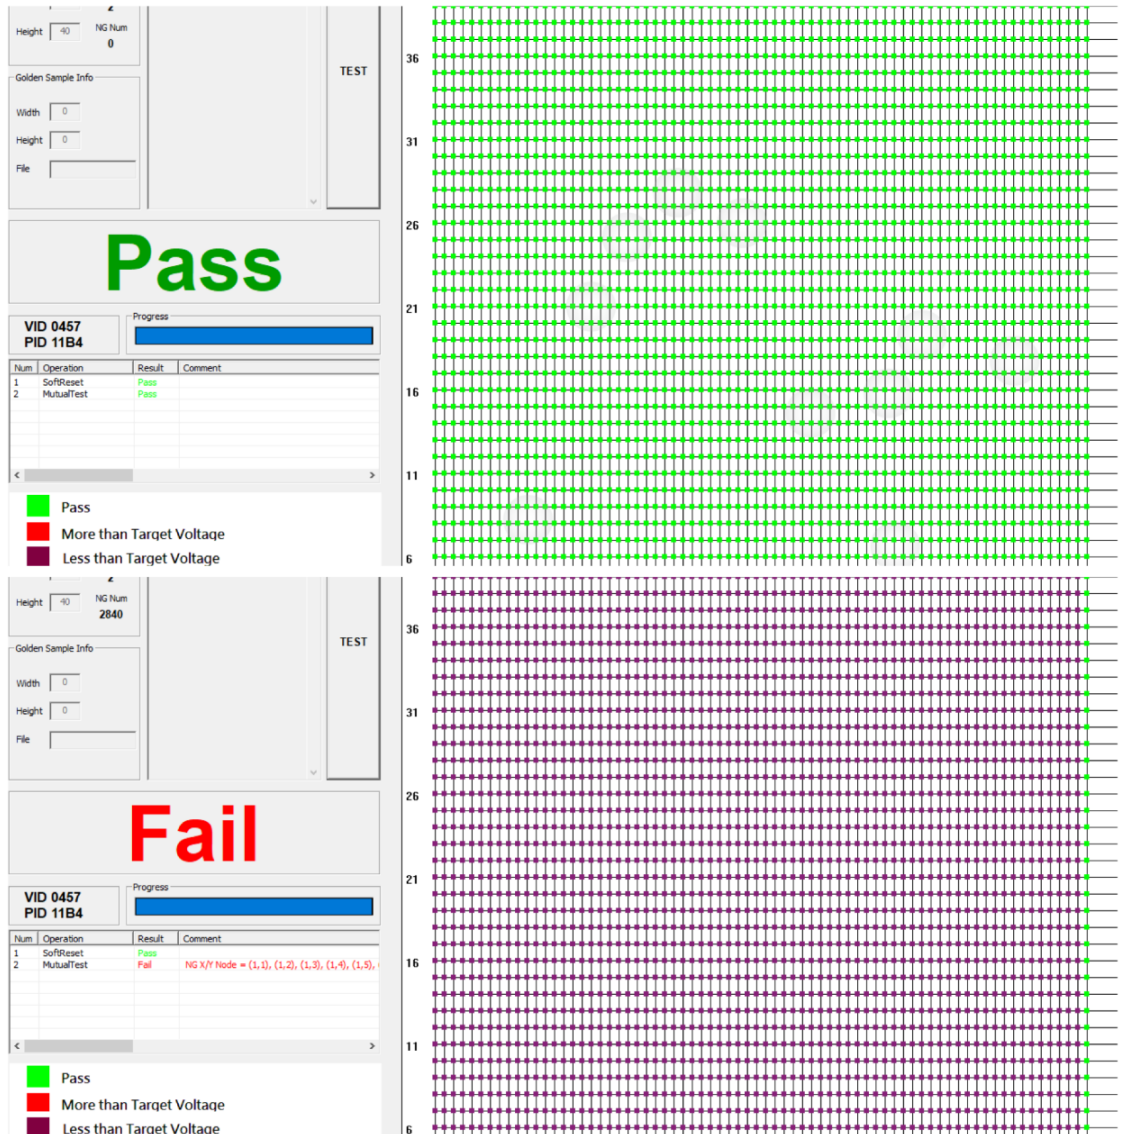 2
Height 40 NG Num
0
TEST
Golden Sample Info
Width 0
Height 0
File
Pass
VID 0457
PID 11B4
Progress
Num Operation Result Comment
1 SoftReset Pass
2 MutualTest Pass
Pass
More than Target Voltage
Less than Target Voltage
36
31
26
21
16
11
6
2
Height 40 NG Num
2840
TEST
Golden Sample Info
Width 0
Height 0
File
Fail
VID 0457
PID 11B4
Progress
Num Operation Result Comment
1 SoftReset Pass
2 MutualTest Fail NG X/Y Node = (1,1), (1,2), (1,3), (1,4), (1,5),
Pass
More than Target Voltage
Less than Target Voltage
36
31
26
21
16
11
6